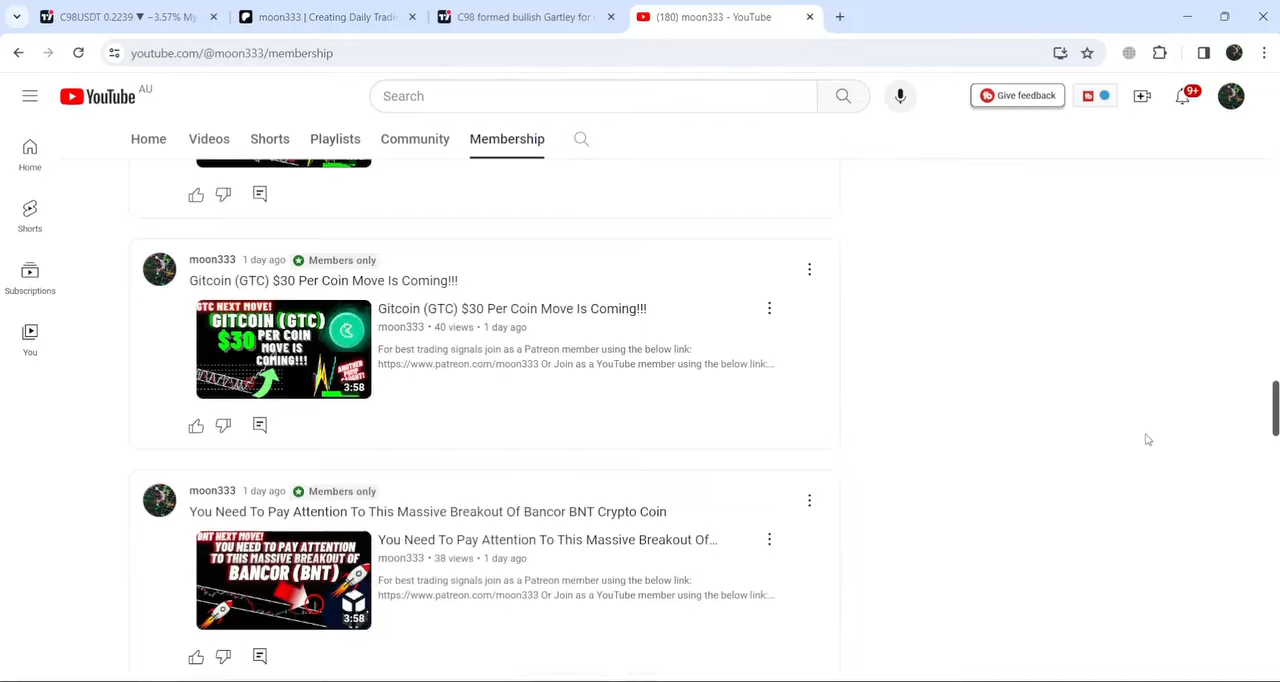 C98USDT 0.2239 ▼ −3.57% My
moon333 | Creating Daily Tradi
C98 formed bullish Gartley for
(180) moon333 - YouTube
youtube.com/@moon333/membership
YouTube AU
Search
Give feedback
9+
Home
Videos
Shorts
Playlists
Community
Membership
Home
Shorts
Subscriptions
You
moon333 1 day ago Members only
Gitcoin (GTC) $30 Per Coin Move Is Coming!!!
GTC NEXT MOVE!
GITCOIN (GTC)
$30 PER COIN
MOVE IS
COMING!!!
ANOTHER
3:58
Gitcoin (GTC) $30 Per Coin Move Is Coming!!!
moon333 • 40 views • 1 day ago
For best trading signals join as a Patreon member using the below link:
https://www.patreon.com/moon333 Or Join as a YouTube member using the below link:...
moon333 1 day ago Members only
You Need To Pay Attention To This Massive Breakout Of Bancor BNT Crypto Coin
BNT NEXT MOVE!
YOU NEED TO PAY ATTENTION
TO THIS MASSIVE BREAKOUT OF
BANCOR (BNT)
3:58
You Need To Pay Attention To This Massive Breakout Of...
moon333 • 38 views • 1 day ago
For best trading signals join as a Patreon member using the below link:
https://www.patreon.com/moon333 Or Join as a YouTube member using the below link:...